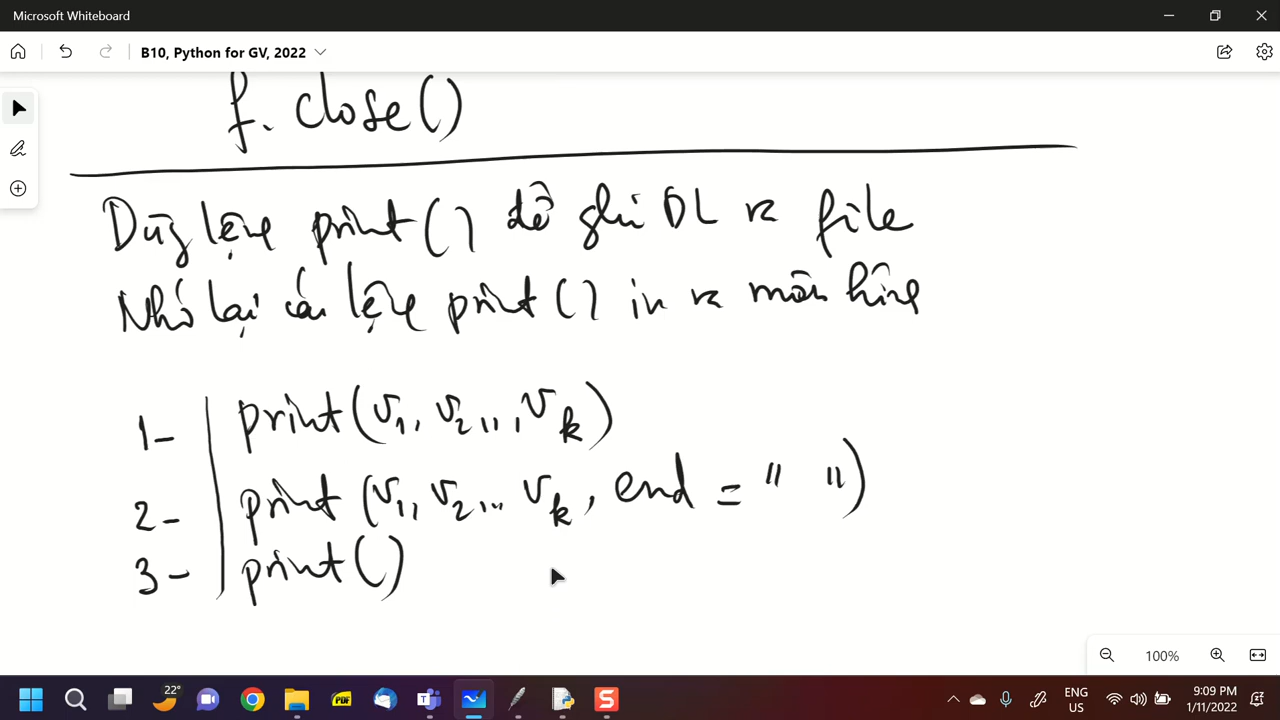 Microsoft Whiteboard
B10, Python for GV, 2022
f. close()
Dùng lệnh print() để ghi DL ra file
Nhớ lại các lệnh print() in ra màn hình
1- print(v1, v2,..,vk)
2- print (v1, v2... vk, end = " ")
3- print()
100%
22°
PDF
S
ENG
US
9:09 PM
1/11/2022